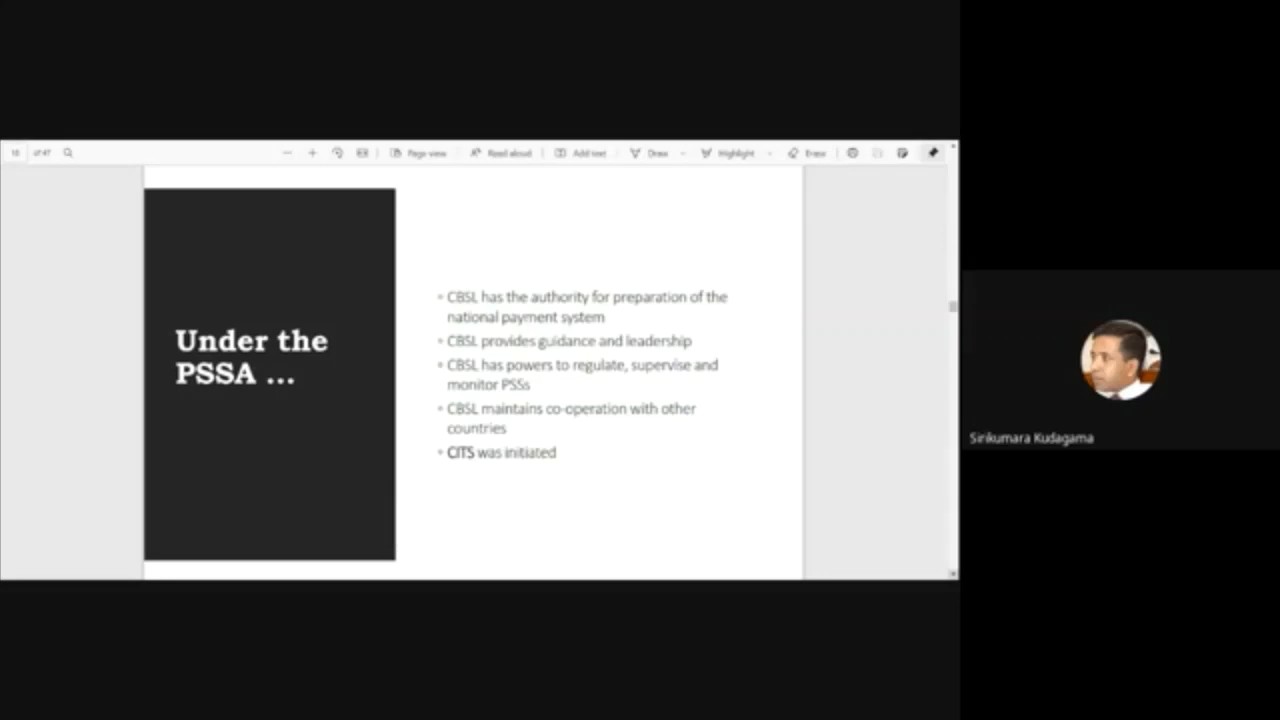 of 47
Page view
Read aloud
Add text
Draw
Highlight
Erase
Under the
PSSA ...
• CBSL has the authority for preparation of the
national payment system
• CBSL provides guidance and leadership
• CBSL has powers to regulate, supervise and
monitor PSSs
• CBSL maintains co-operation with other
countries
• CITS was initiated
Sirikumara Kudagama